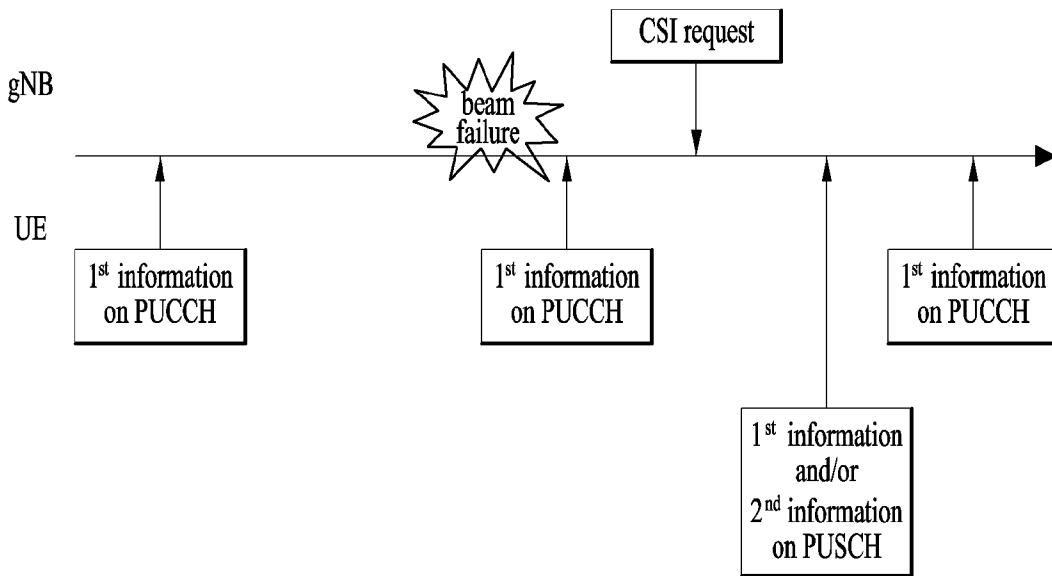 CSI request
gNB
beam
failure
UE
1st information
on PUCCH
1st information
on PUCCH
1st information
on PUCCH
1st information
and/or
2nd information
on PUSCH